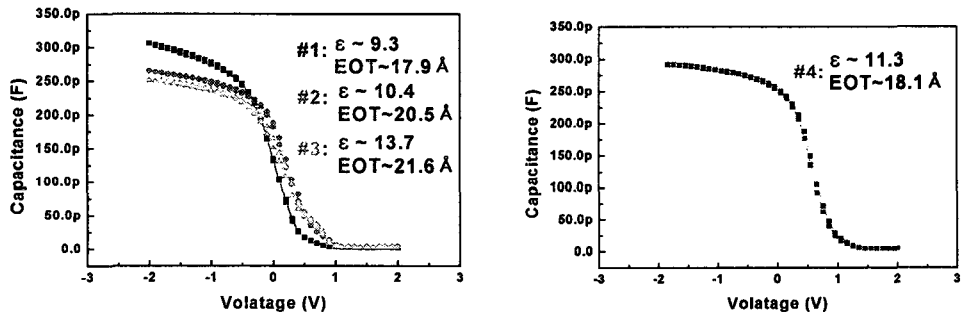 350.0p
300.0p
250.0p
200.0p
150.0p
100.0p
50.0p
0.0
Capacitance (F)
-3 -2 -1 0 1 2 3
Volatage (V)
#1: ε ~ 9.3
EOT~17.9 Å
#2: ε ~ 10.4
EOT~20.5 Å
#3: ε ~ 13.7
EOT~21.6 Å
350.0p
300.0p
250.0p
200.0p
150.0p
100.0p
50.0p
0.0
Capacitance (F)
-3 -2 -1 0 1 2 3
Volatage (V)
#4: ε ~ 11.3
EOT~18.1 Å